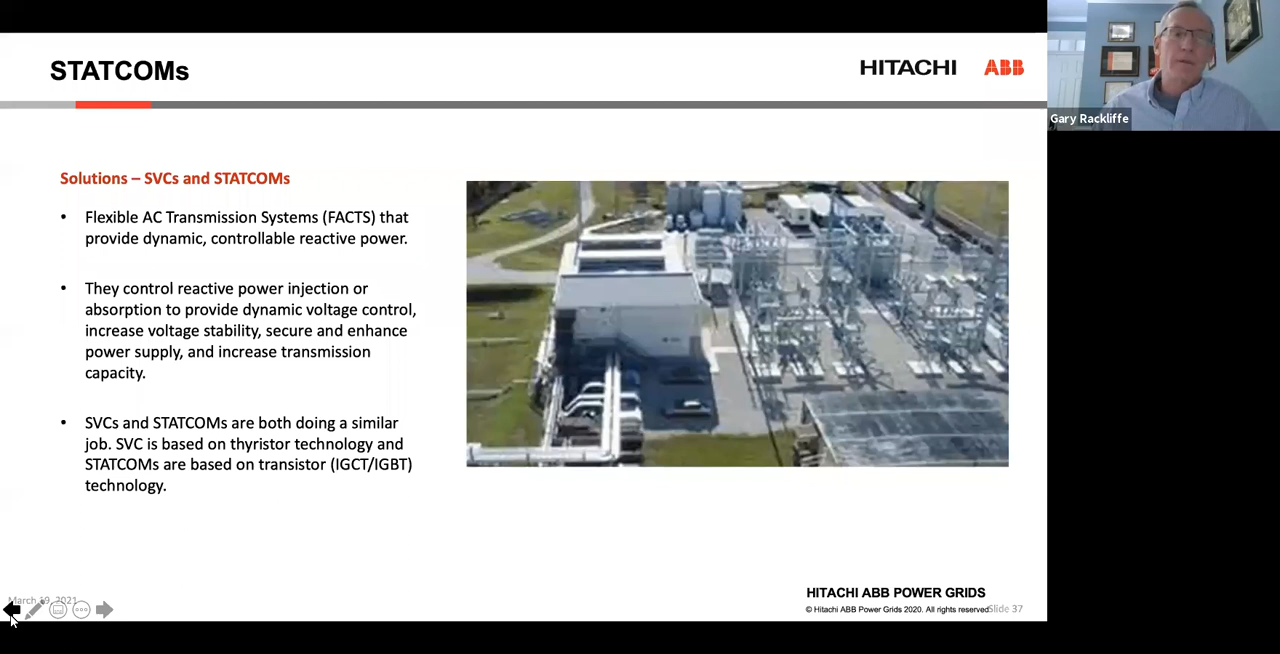 STATCOMs
HITACHI ABB
Gary Rackliffe
Solutions – SVCs and STATCOMs
• Flexible AC Transmission Systems (FACTS) that
provide dynamic, controllable reactive power.
• They control reactive power injection or
absorption to provide dynamic voltage control,
increase voltage stability, secure and enhance
power supply, and increase transmission
capacity.
• SVCs and STATCOMs are both doing a similar
job. SVC is based on thyristor technology and
STATCOMs are based on transistor (IGCT/IGBT)
technology.
March 19, 2021
HITACHI ABB POWER GRIDS
© Hitachi ABB Power Grids 2020. All rights reserved
Slide 37